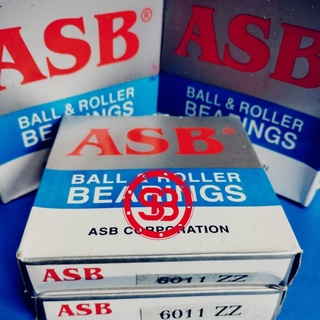 ASB®
BALL & ROLLER
BEARINGS
ASB
BALL & ROLLER
BEARINGS
ASB®
BALL & ROLLER
BEARINGS
ASB CORPORATION
ASB 6011 ZZ
ASB 6011 ZZ